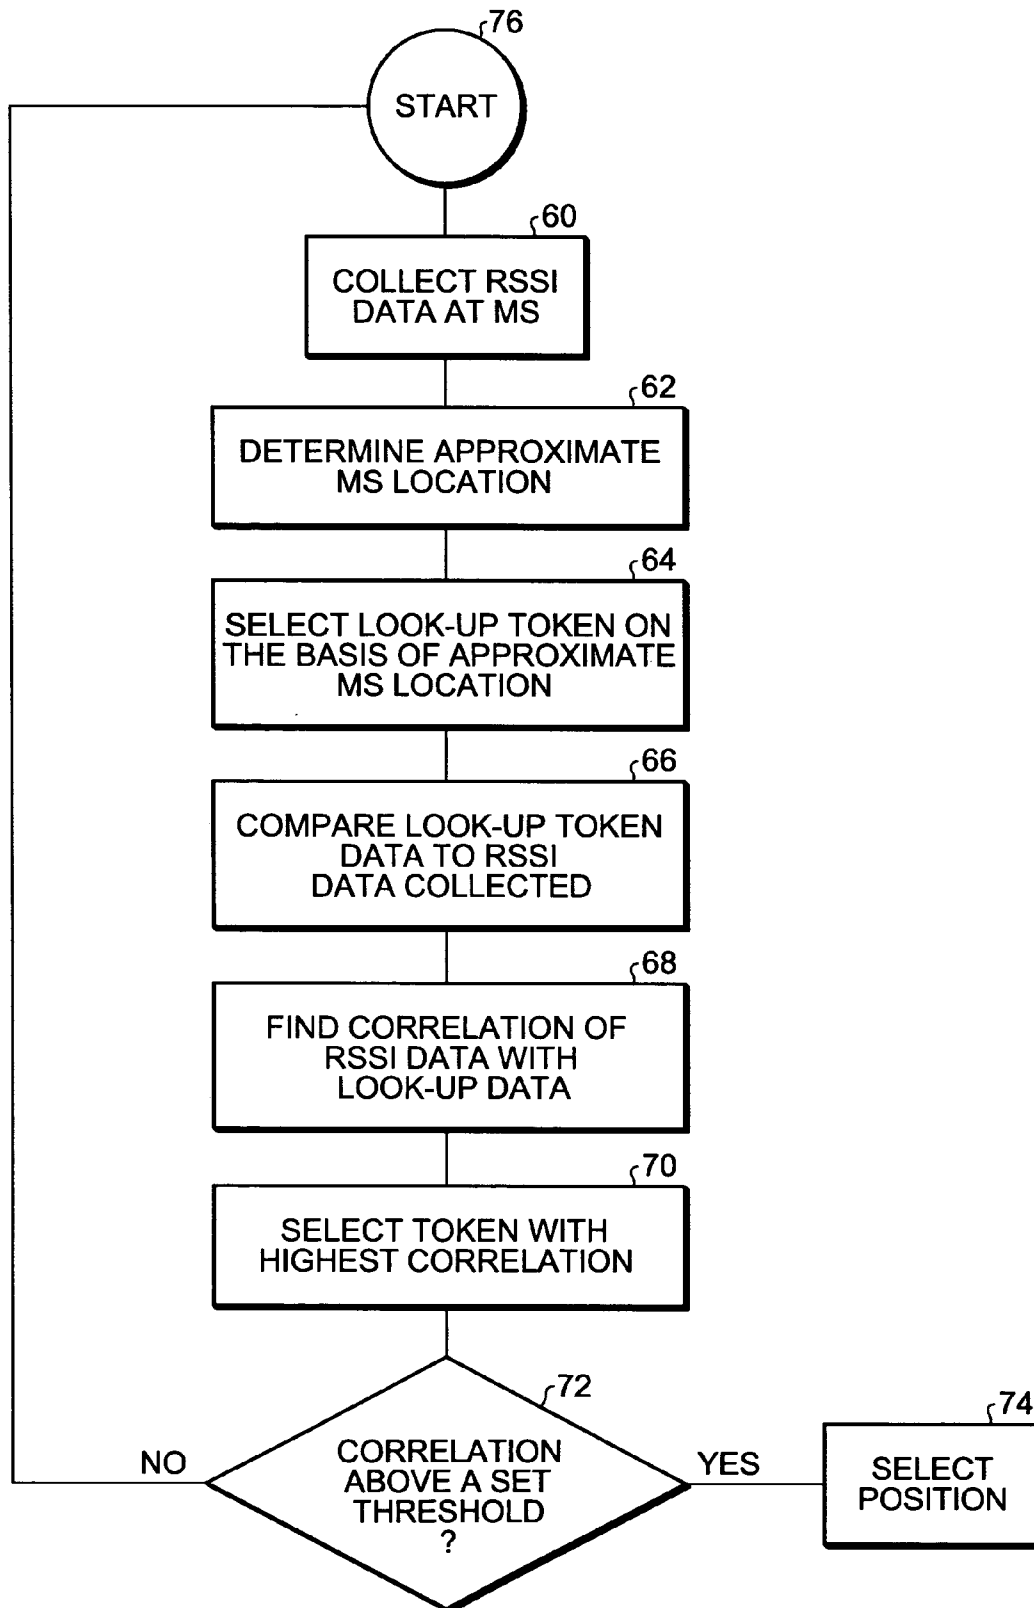 76
START
60
COLLECT RSSI
DATA AT MS
62
DETERMINE APPROXIMATE
MS LOCATION
64
SELECT LOOK-UP TOKEN ON
THE BASIS OF APPROXIMATE
MS LOCATION
66
COMPARE LOOK-UP TOKEN
DATA TO RSSI
DATA COLLECTED
68
FIND CORRELATION OF
RSSI DATA WITH
LOOK-UP DATA
70
SELECT TOKEN WITH
HIGHEST CORRELATION
72
CORRELATION
ABOVE A SET
THRESHOLD
?
NO
YES
74
SELECT
POSITION